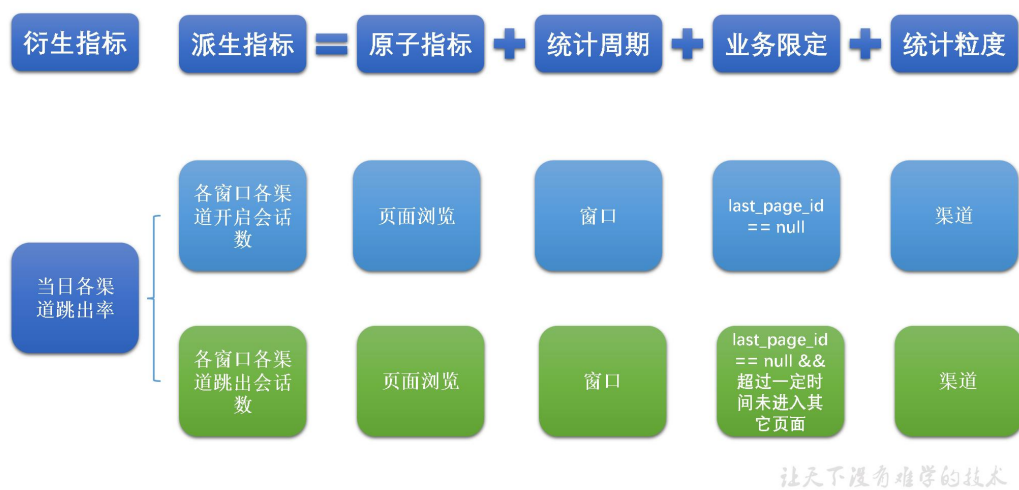 衍生指标
派生指标 = 原子指标 + 统计周期 + 业务限定 + 统计粒度
当日各渠
道跳出率
各窗口各渠
道开启会话
数
页面浏览
窗口
last_page_id
== null
渠道
各窗口各渠
道跳出会话
数
页面浏览
窗口
last_page_id
== null &&
超过一定时
间未进入其
它页面
渠道
让天下没有难学的技术